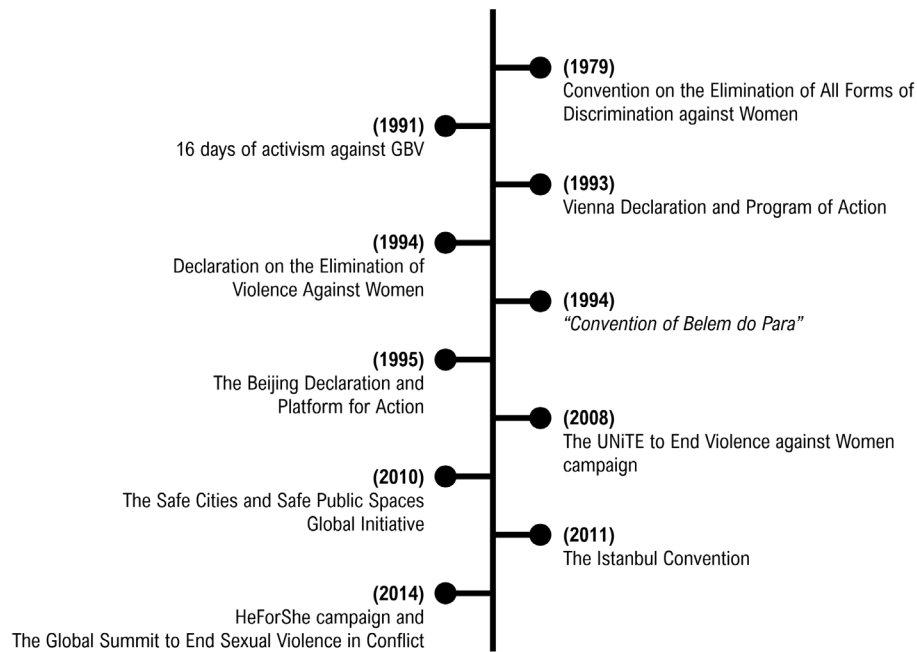 (1979)
Convention on the Elimination of All Forms of
Discrimination against Women
(1991)
16 days of activism against GBV
(1993)
Vienna Declaration and Program of Action
(1994)
Declaration on the Elimination of
Violence Against Women
(1994)
“Convention of Belem do Para”
(1995)
The Beijing Declaration and
Platform for Action
(2008)
The UNiTE to End Violence against Women
campaign
(2010)
The Safe Cities and Safe Public Spaces
Global Initiative
(2011)
The Istanbul Convention
(2014)
HeForShe campaign and
The Global Summit to End Sexual Violence in Conflict